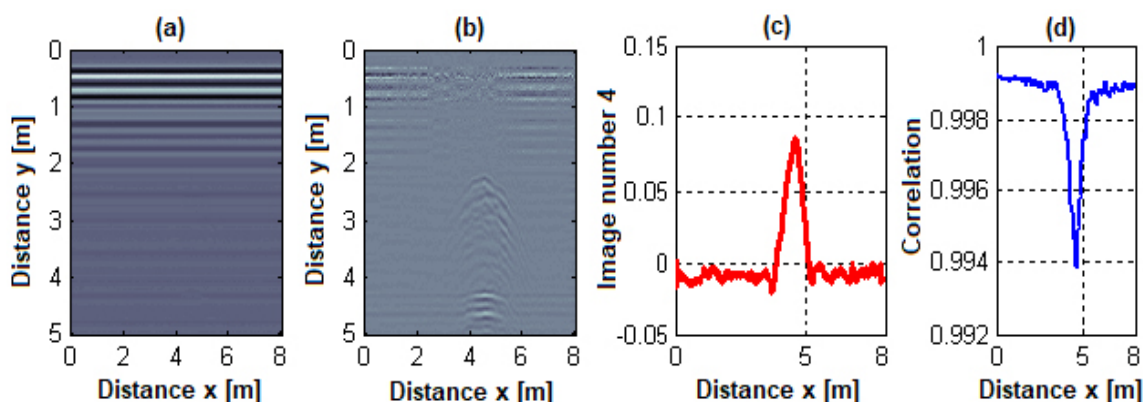 (a)
(b)
(c)
(d)
0
1
2
3
4
5
Distance y [m]
0 2 4 6 8
Distance x [m]
0
1
2
3
4
5
Distance y [m]
0 2 4 6 8
Distance x [m]
0.15
0.1
0.05
0
-0.05
Image number 4
0 5 8
Distance x [m]
1
0.998
0.996
0.994
0.992
Correlation
0 5 8
Distance x [m]